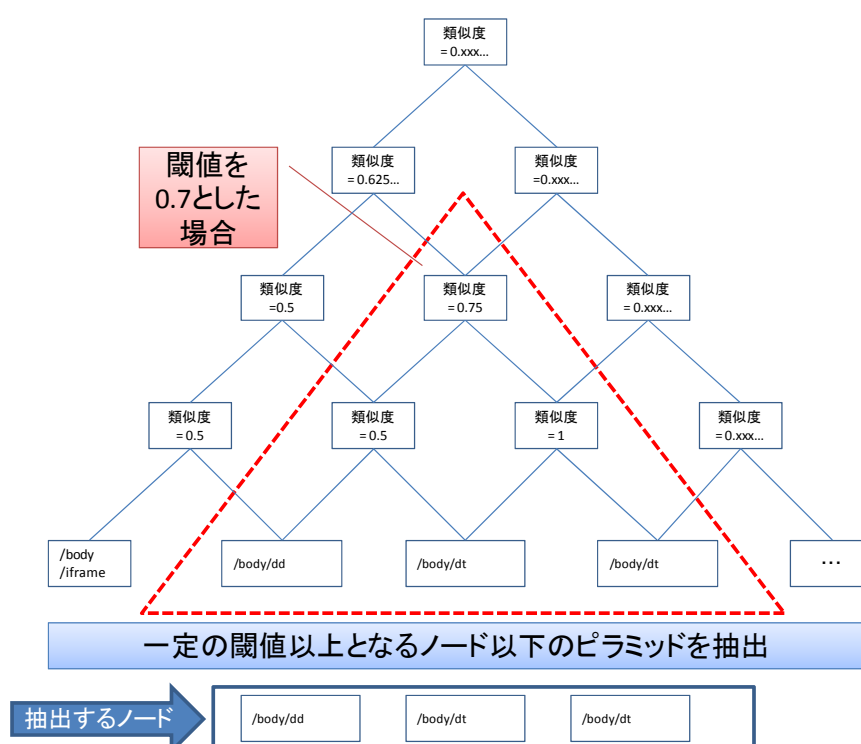 類似度
= 0.xxx...
閾値を
0.7とした
場合
類似度
= 0.625...
類似度
=0.xxx...
類似度
=0.5
類似度
=0.75
類似度
= 0.xxx...
類似度
= 0.5
類似度
= 0.5
類似度
= 1
類似度
= 0.xxx...
/body
/iframe
/body/dd
/body/dt
/body/dt
…
一定の閾値以上となるノード以下のピラミッドを抽出
抽出するノード
/body/dd
/body/dt
/body/dt